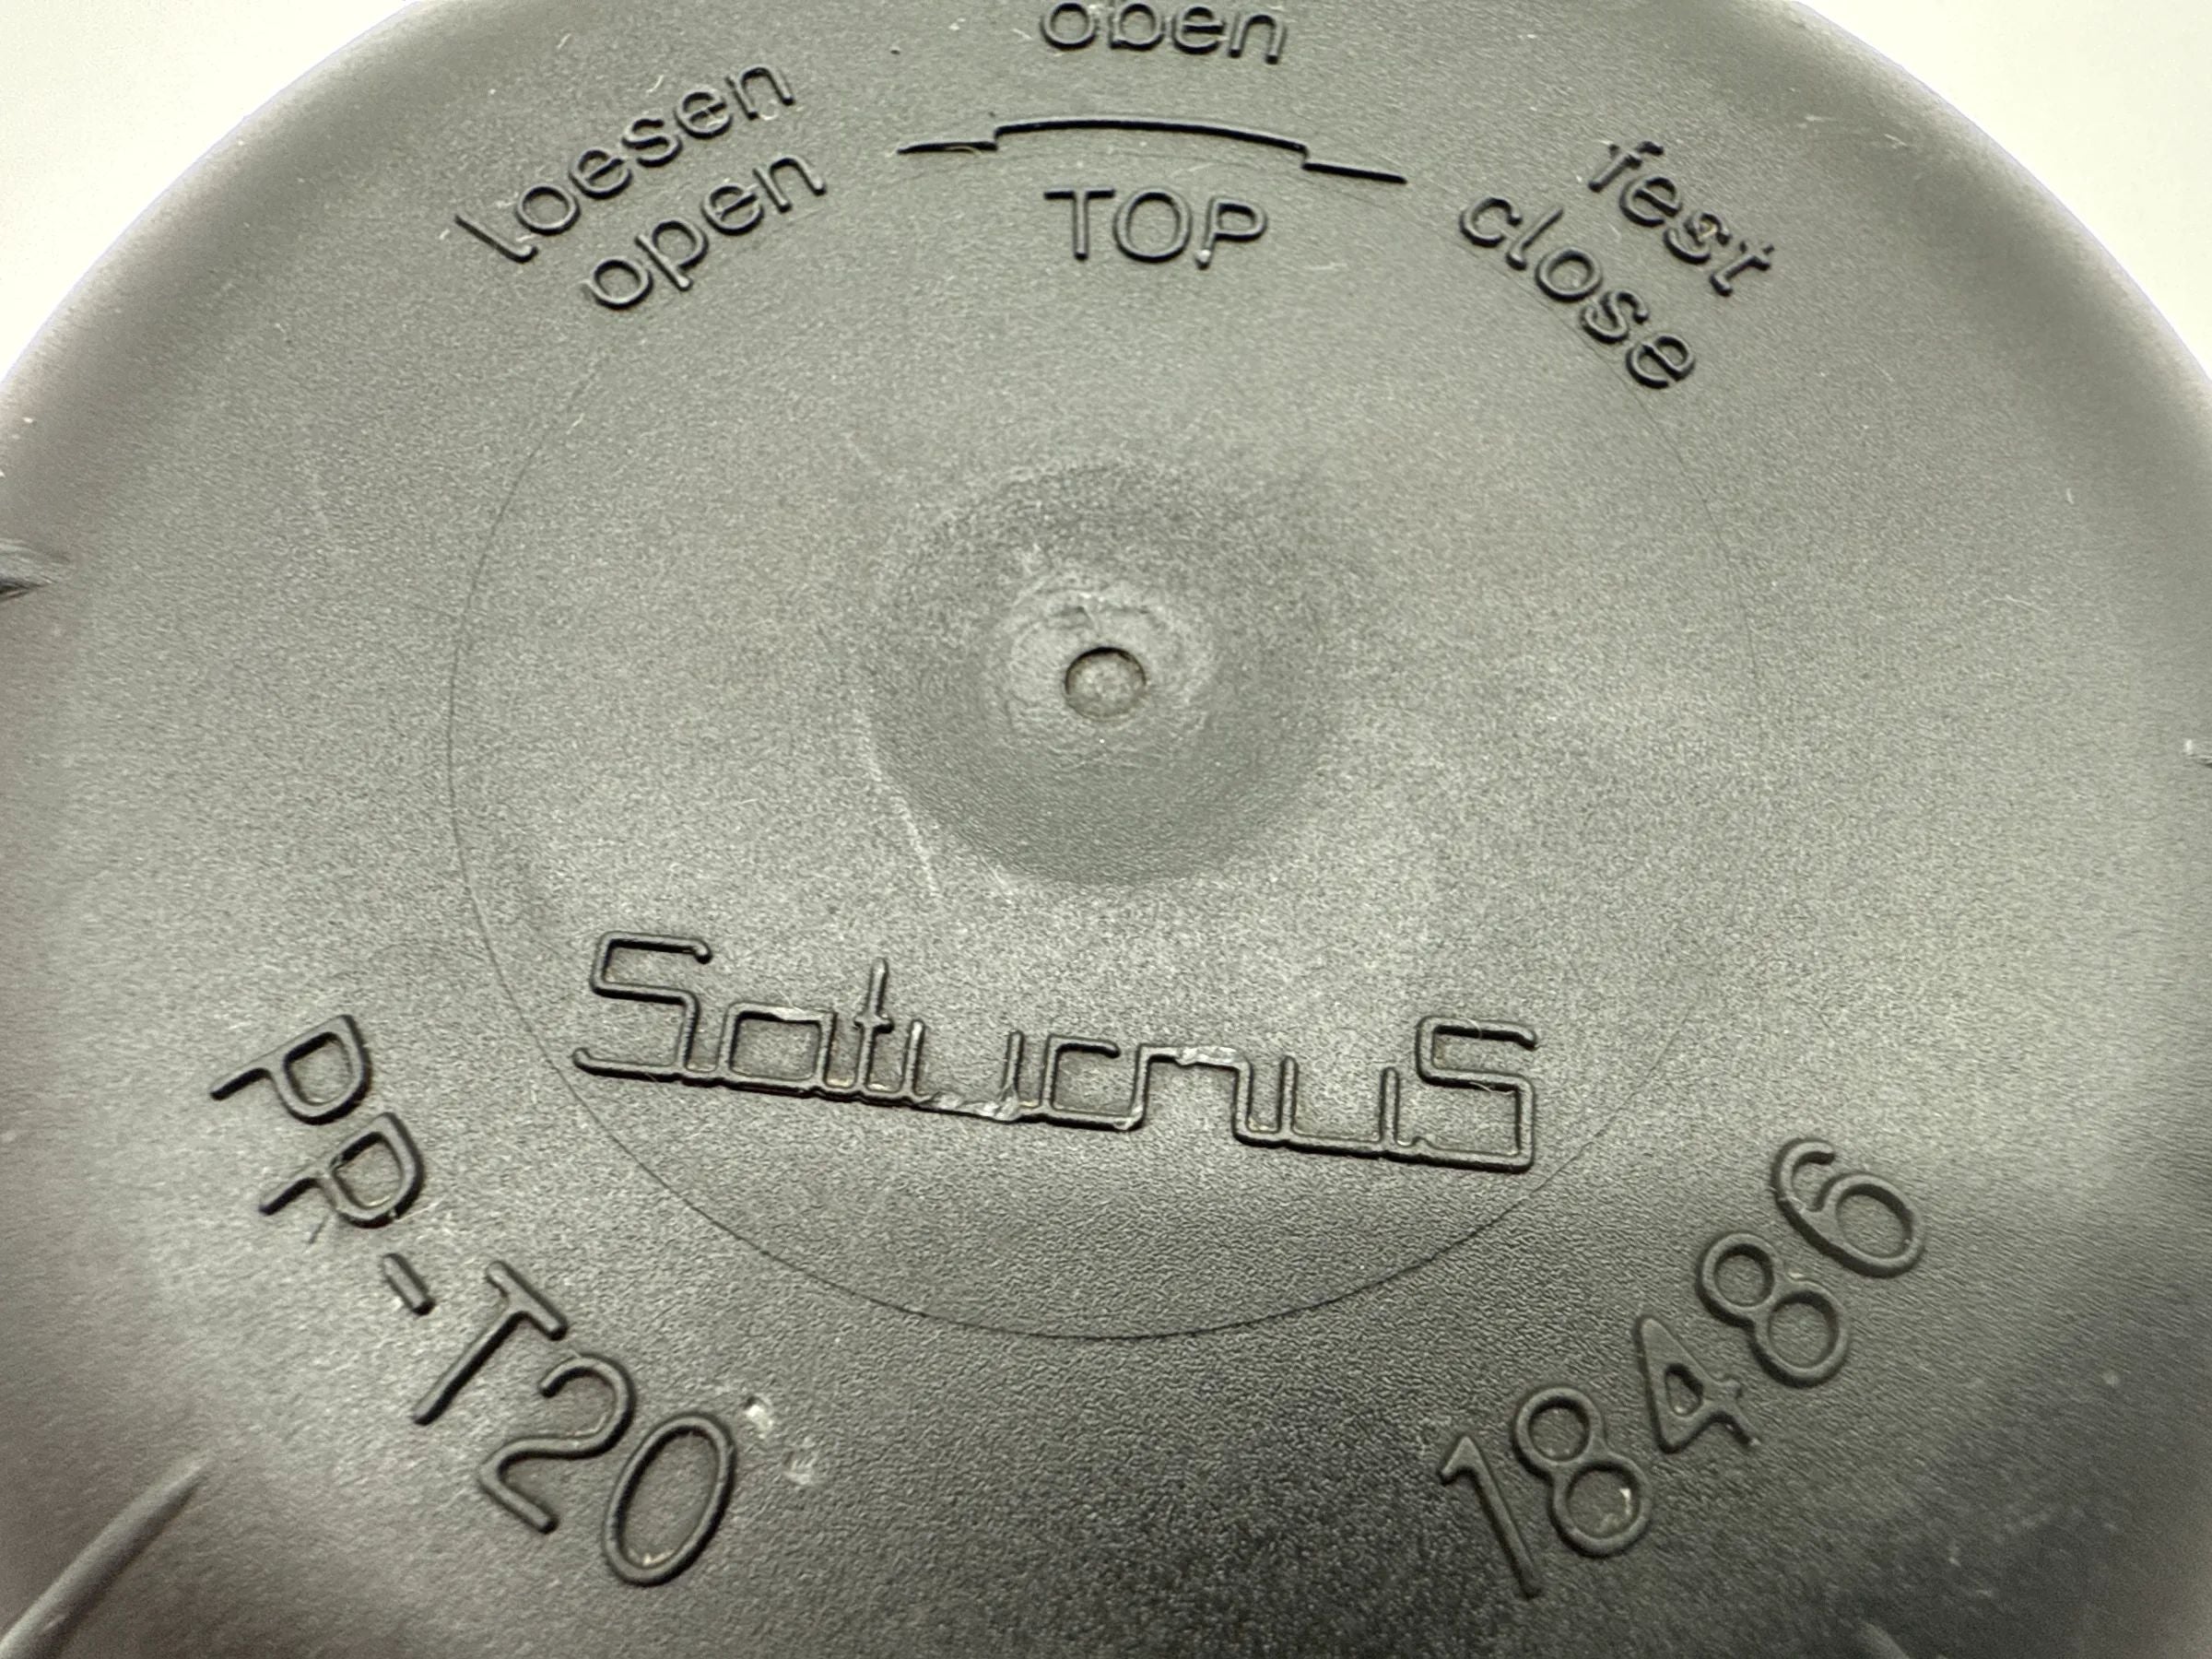 oben
loesen
open
TOP
fest
close
Saturnus
PP-T20
18486